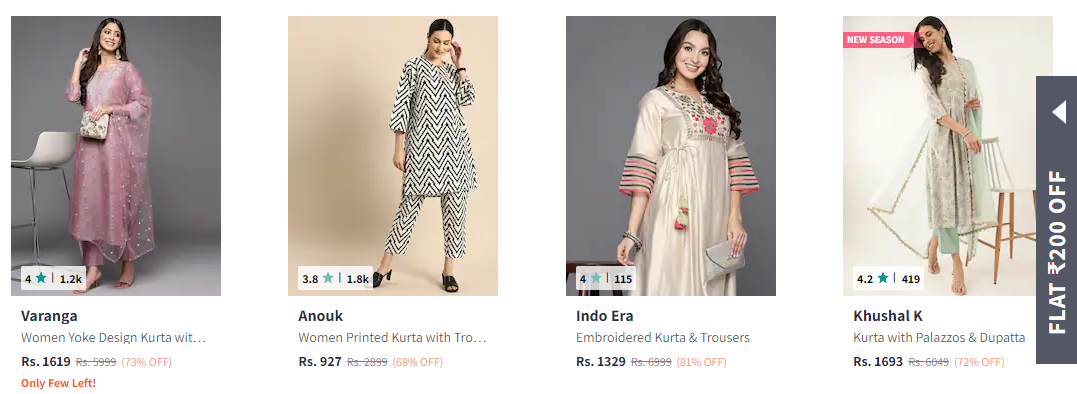 NEW SEASON
4 ★ | 1.2k
3.8 ★ | 1.8k
4 ★ | 115
4.2 ★ | 419
Varanga
Women Yoke Design Kurta wit...
Rs. 1619 Rs. 5999 (73% OFF)
Only Few Left!
Anouk
Women Printed Kurta with Tro...
Rs. 927 Rs. 2899 (68% OFF)
Indo Era
Embroidered Kurta & Trousers
Rs. 1329 Rs. 6999 (81% OFF)
Khushal K
Kurta with Palazzos & Dupatta
Rs. 1693 Rs. 6049 (72% OFF)
FLAT ₹200 OFF